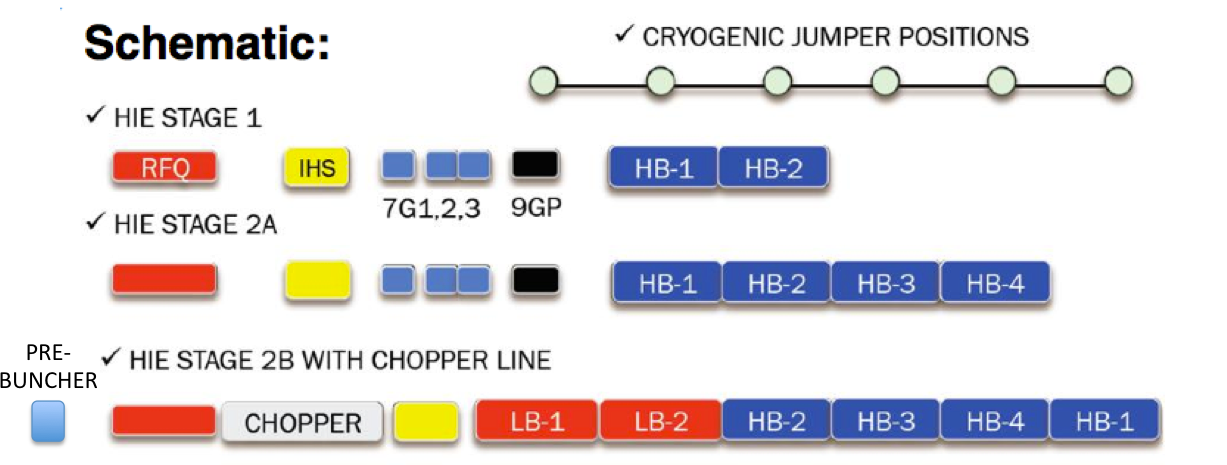 Schematic:
✓ CRYOGENIC JUMPER POSITIONS
✓ HIE STAGE 1
RFQ IHS HB-1 HB-2
7G1,2,3 9GP
✓ HIE STAGE 2A
HB-1 HB-2 HB-3 HB-4
PRE-
BUNCHER
✓ HIE STAGE 2B WITH CHOPPER LINE
CHOPPER LB-1 LB-2 HB-2 HB-3 HB-4 HB-1